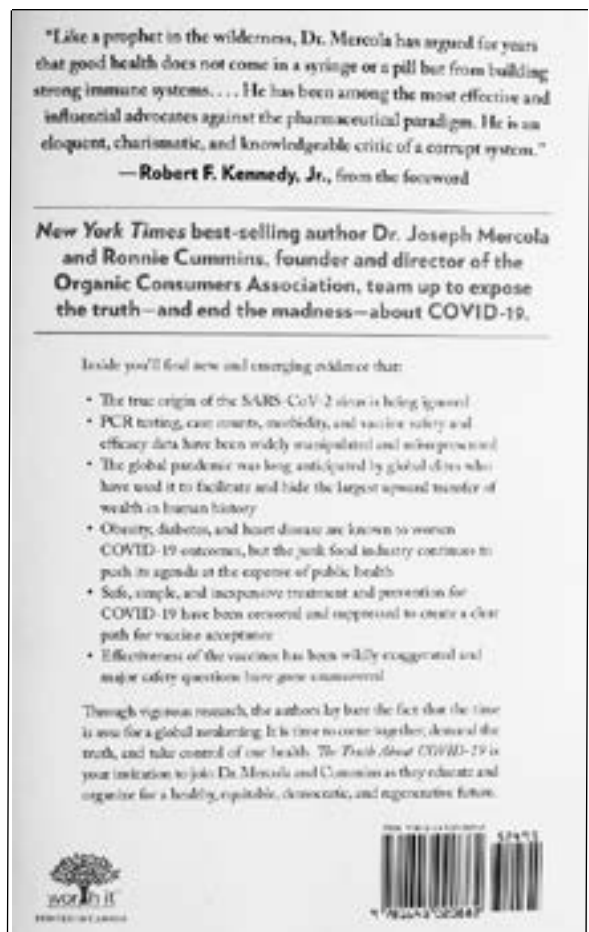 "Like a prophet in the wilderness, Dr. Mercola has argued for years
that good health does not come in a syringe or a pill but from building
strong immune systems.... He has been among the most effective and
influential advocates against the pharmaceutical paradigm. He is an
eloquent, charismatic, and knowledgeable critic of a corrupt system."
—Robert F. Kennedy, Jr., from the foreword
New York Times best-selling author Dr. Joseph Mercola
and Ronnie Cummins, founder and director of the
Organic Consumers Association, team up to expose
the truth—and end the madness—about COVID-19.
Inside you'll find new and emerging evidence that:
• The true origin of the SARS-CoV-2 virus is being ignored
• PCR testing, case counts, morbidity, and vaccine safety and
efficacy data have been widely manipulated and misrepresented
• The global pandemic was long anticipated by global elites who
have used it to facilitate and hide the largest upward transfer of
wealth in human history
• Obesity, diabetes, and heart disease are known to worsen
COVID-19 outcomes, but the junk food industry continues to
push its agenda at the expense of public health
• Safe, simple, and inexpensive treatment and prevention for
COVID-19 have been censored and suppressed to create a clear
path for vaccine acceptance
• Effectiveness of the vaccines has been wildly exaggerated and
major safety questions have gone unanswered
Through vigorous research, the authors lay bare the fact that the time
is now for a global awakening. It is time to come together, demand the
truth, and take control of our health. The Truth About COVID-19 is
your invitation to join Dr. Mercola and Cummins as they educate and
organize for a healthy, equitable, democratic, and regenerative future.
worth it
PRINTED IN CANADA